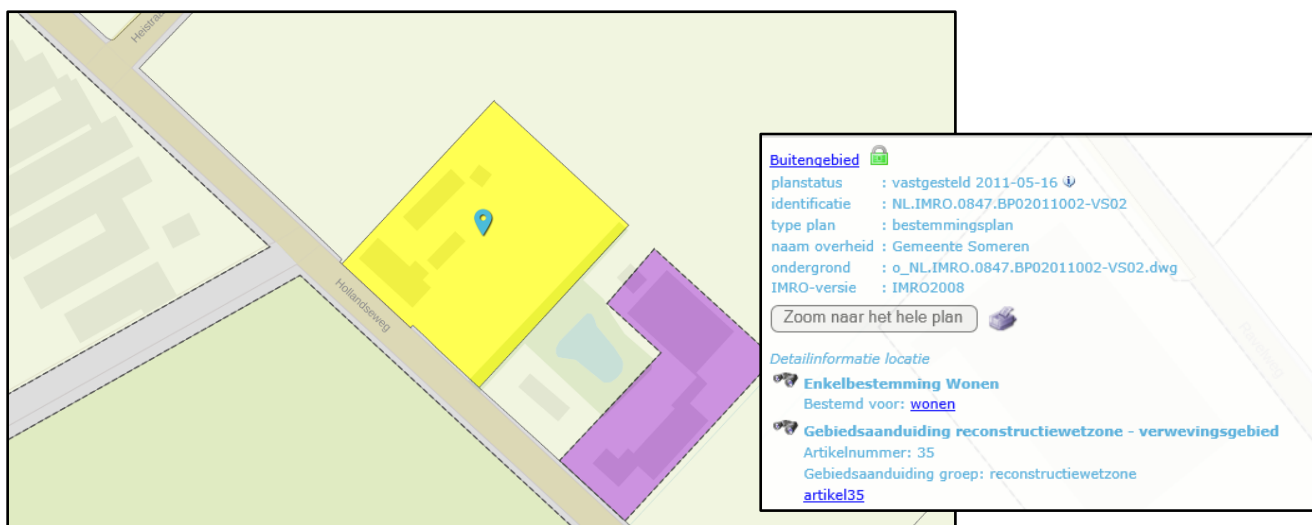 Heistraa
Hollandseweg
Buitengebied
planstatus : vastgesteld 2011-05-16
identificatie : NL.IMRO.0847.BP02011002-VS02
type plan : bestemmingsplan
naam overheid : Gemeente Someren
ondergrond : o_NL.IMRO.0847.BP02011002-VS02.dwg
IMRO-versie : IMRO2008
Zoom naar het hele plan
Detailinformatie locatie
Enkelbestemming Wonen
Bestemd voor: wonen
Gebiedsaanduiding reconstructiewetzone - verwevingsgebied
Artikelnummer: 35
Gebiedsaanduiding groep: reconstructiewetzone
artikel35